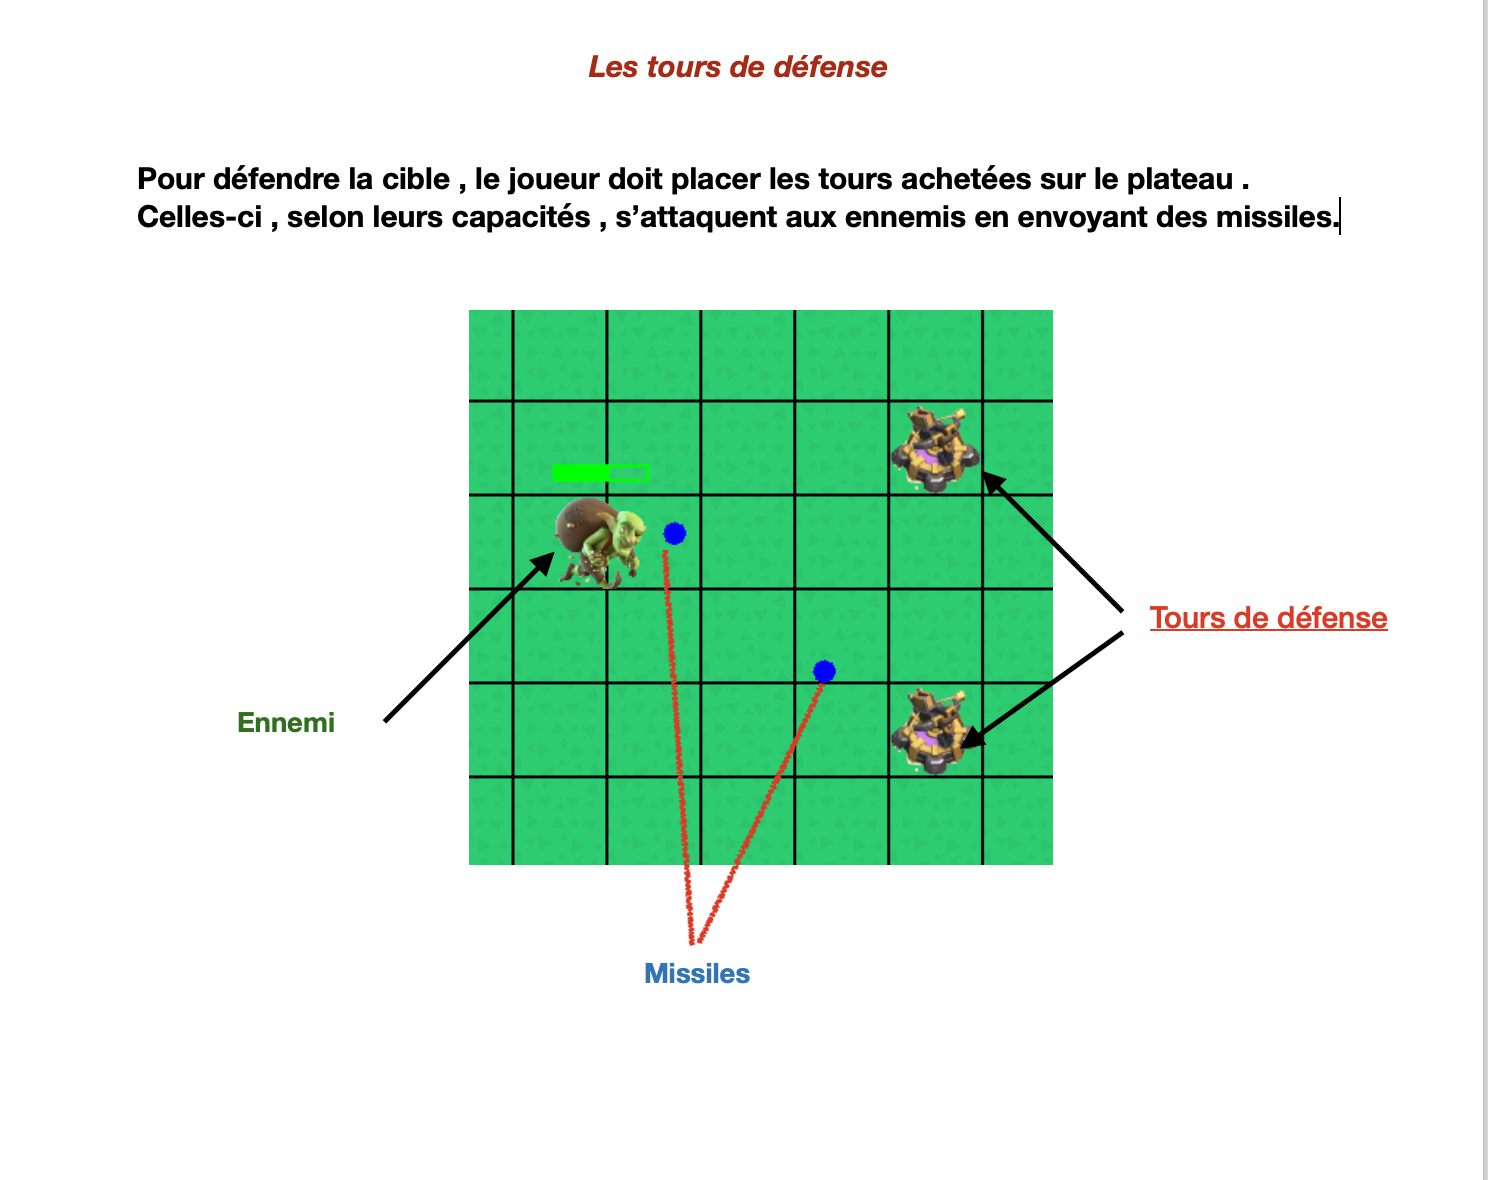 Les tours de défense
Pour défendre la cible , le joueur doit placer les tours achetées sur le plateau .
Celles-ci , selon leurs capacités , s’attaquent aux ennemis en envoyant des missiles.
Tours de défense
Ennemi
Missiles